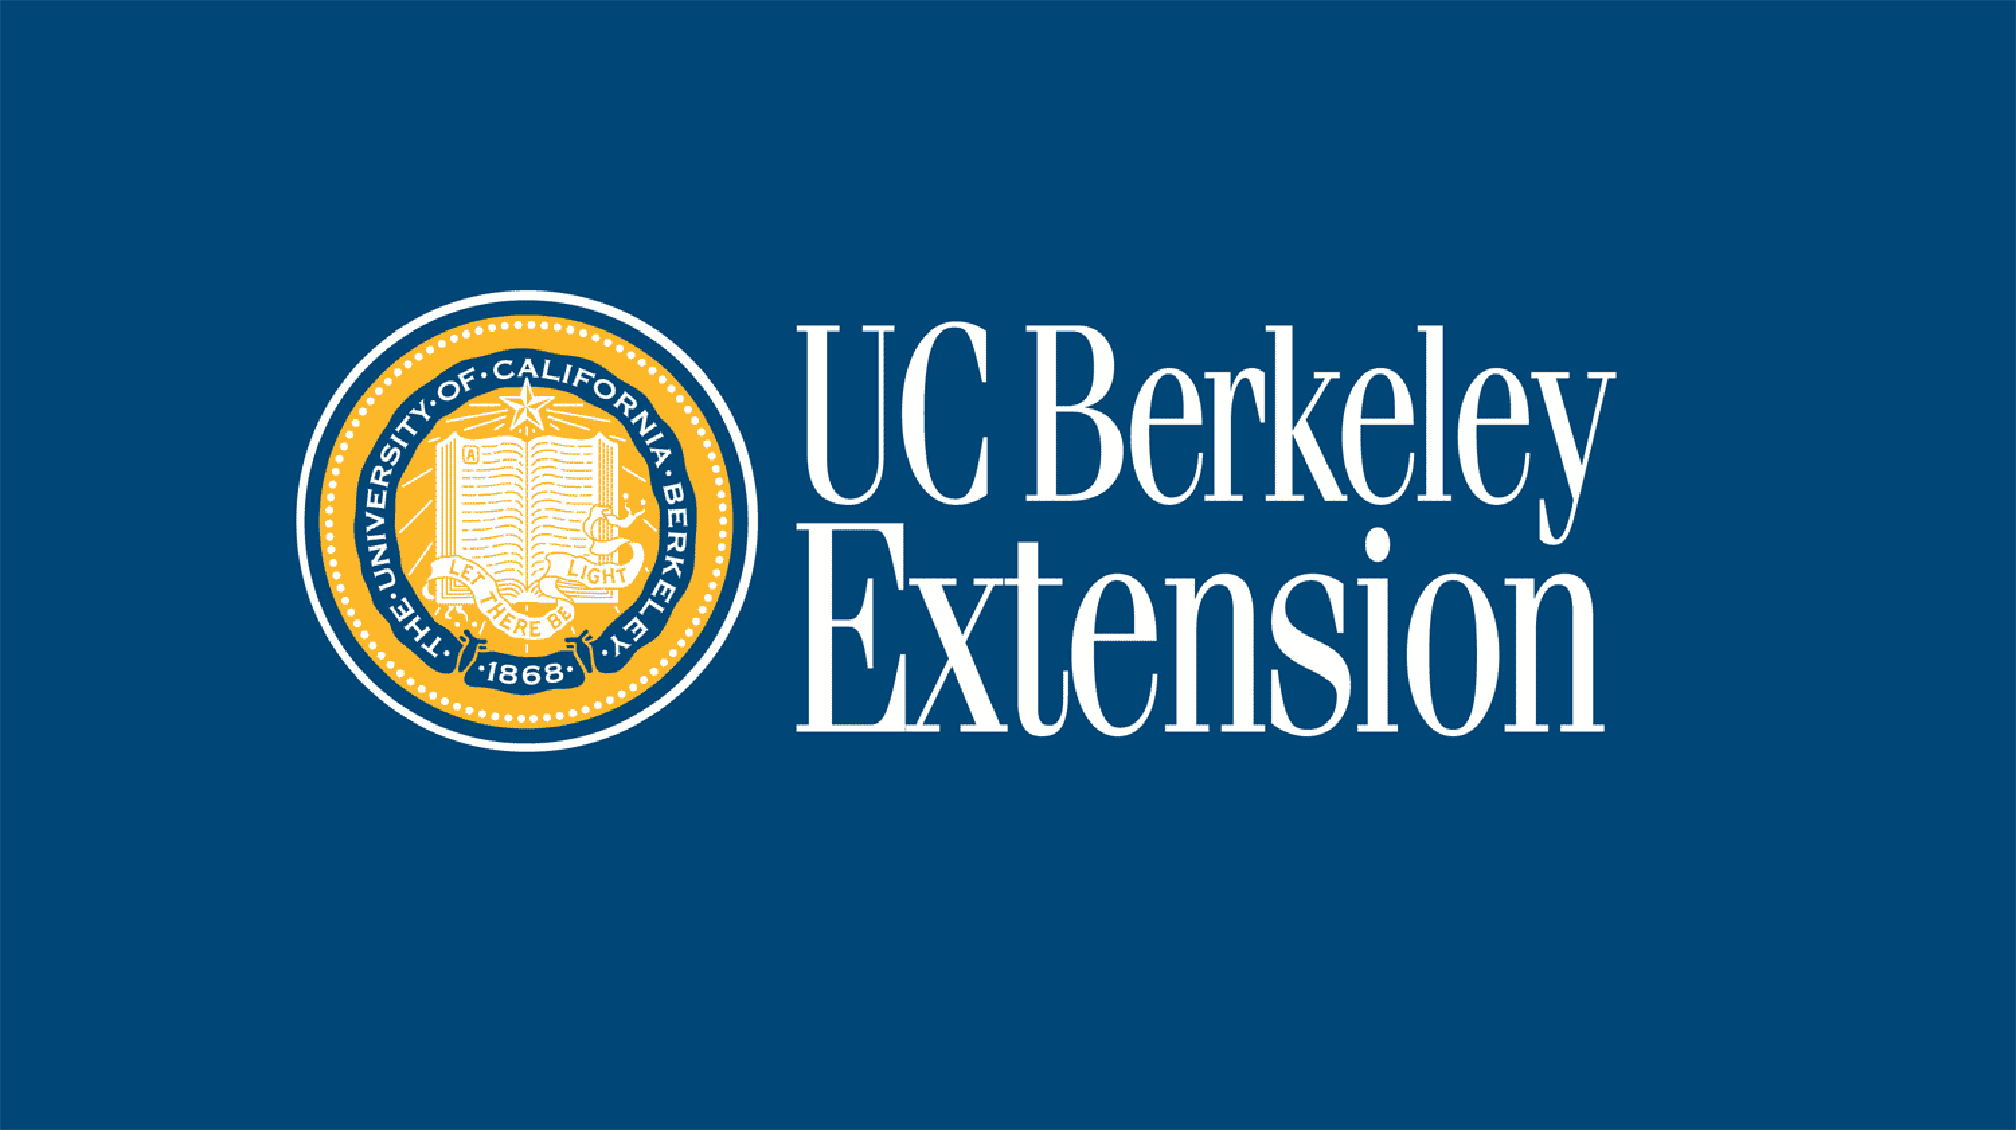 THE · UNIVERSITY · OF · CALIFORNIA · BERKELEY
A
LET THERE BE LIGHT
· 1868 ·
UC Berkeley
Extension